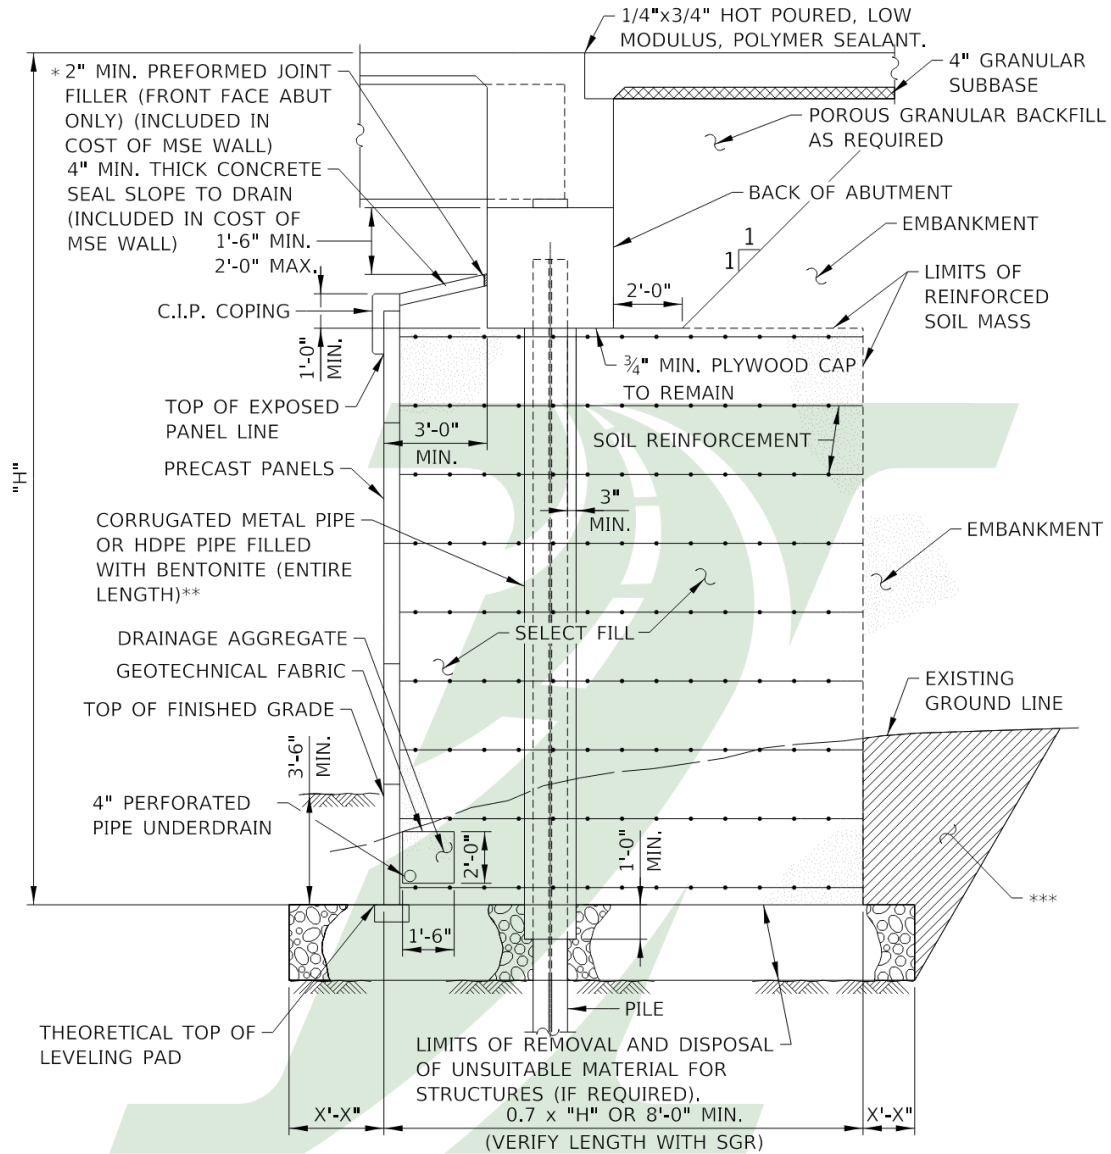 1/4"x3/4" HOT POURED, LOW
MODULUS, POLYMER SEALANT.
* 2" MIN. PREFORMED JOINT
FILLER (FRONT FACE ABUT
ONLY) (INCLUDED IN
COST OF MSE WALL)
4" GRANULAR
SUBBASE
POROUS GRANULAR BACKFILL
AS REQUIRED
4" MIN. THICK CONCRETE
SEAL SLOPE TO DRAIN
(INCLUDED IN COST OF
MSE WALL)
BACK OF ABUTMENT
EMBANKMENT
1'-6" MIN.
2'-0" MAX.
1
1
LIMITS OF
REINFORCED
SOIL MASS
2'-0"
C.I.P. COPING
1'-0"
MIN.
3/4" MIN. PLYWOOD CAP
TO REMAIN
TOP OF EXPOSED
PANEL LINE
3'-0"
MIN.
SOIL REINFORCEMENT
PRECAST PANELS
"H"
3"
MIN.
CORRUGATED METAL PIPE
OR HDPE PIPE FILLED
WITH BENTONITE (ENTIRE
LENGTH)**
EMBANKMENT
SELECT FILL
DRAINAGE AGGREGATE
GEOTECHNICAL FABRIC
TOP OF FINISHED GRADE
EXISTING
GROUND LINE
3'-6"
MIN.
4" PERFORATED
PIPE UNDERDRAIN
2'-0"
1'-0"
MIN.
***
1'-6"
PILE
THEORETICAL TOP OF
LEVELING PAD
LIMITS OF REMOVAL AND DISPOSAL
OF UNSUITABLE MATERIAL FOR
STRUCTURES (IF REQUIRED).
X'-X"
0.7 x "H" OR 8'-0" MIN.
X'-X"
(VERIFY LENGTH WITH SGR)